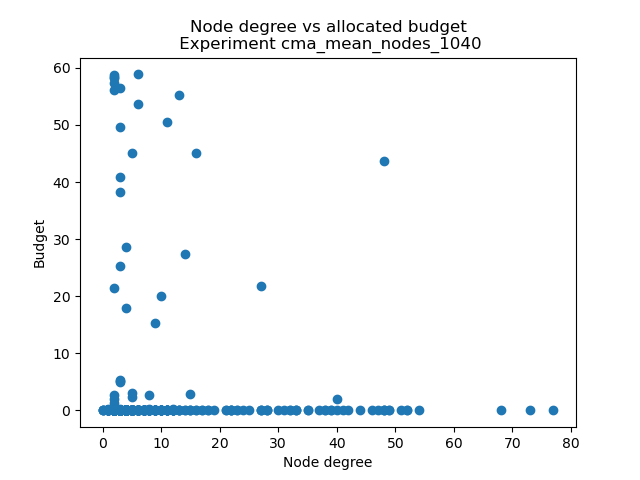 Node degree vs allocated budget
Experiment cma_mean_nodes_1040
60
50
40
30
20
10
0
Budget
0 10 20 30 40 50 60 70 80
Node degree